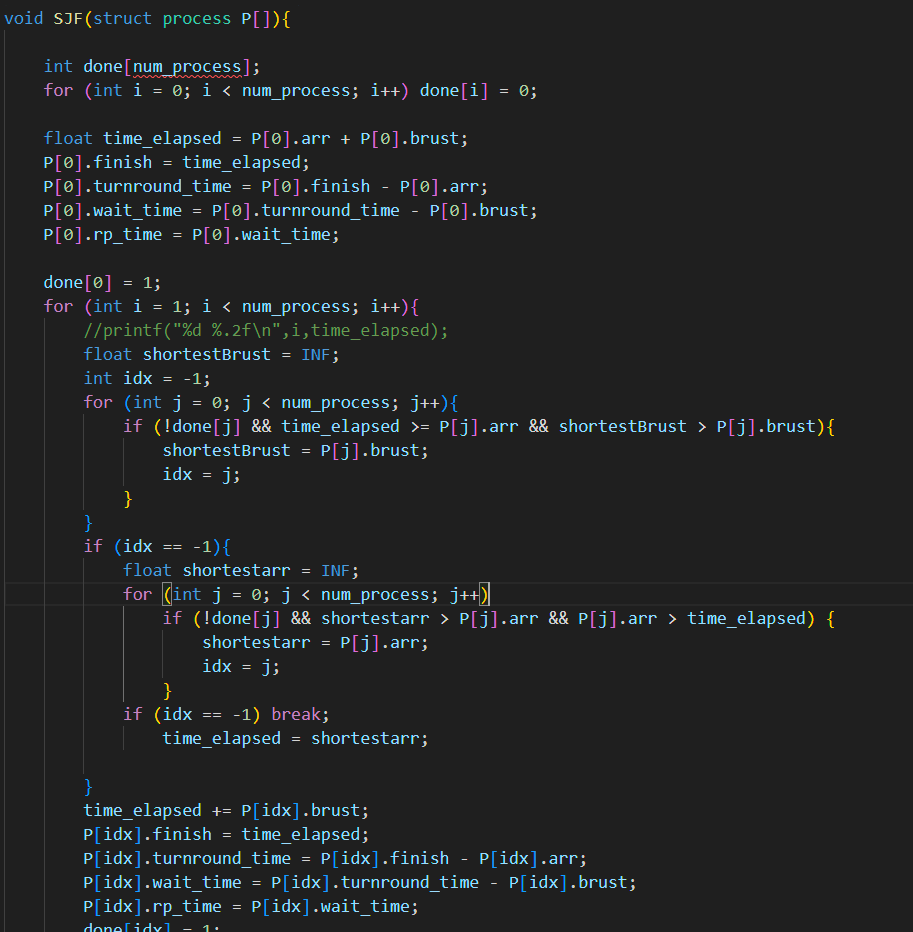 void SJF(struct process P[]){
int done[num_process];
for (int i = 0; i < num_process; i++) done[i] = 0;
float time_elapsed = P[0].arr + P[0].brust;
P[0].finish = time_elapsed;
P[0].turnround_time = P[0].finish - P[0].arr;
P[0].wait_time = P[0].turnround_time - P[0].brust;
P[0].rp_time = P[0].wait_time;
done[0] = 1;
for (int i = 1; i < num_process; i++){
//printf("%d %.2f\n",i,time_elapsed);
float shortestBrust = INF;
int idx = -1;
for (int j = 0; j < num_process; j++){
if (!done[j] && time_elapsed >= P[j].arr && shortestBrust > P[j].brust){
shortestBrust = P[j].brust;
idx = j;
}
}
if (idx == -1){
float shortestarr = INF;
for (int j = 0; j < num_process; j++)
if (!done[j] && shortestarr > P[j].arr && P[j].arr > time_elapsed) {
shortestarr = P[j].arr;
idx = j;
}
if (idx == -1) break;
time_elapsed = shortestarr;
}
time_elapsed += P[idx].brust;
P[idx].finish = time_elapsed;
P[idx].turnround_time = P[idx].finish - P[idx].arr;
P[idx].wait_time = P[idx].turnround_time - P[idx].brust;
P[idx].rp_time = P[idx].wait_time;
done[idx] = 1;